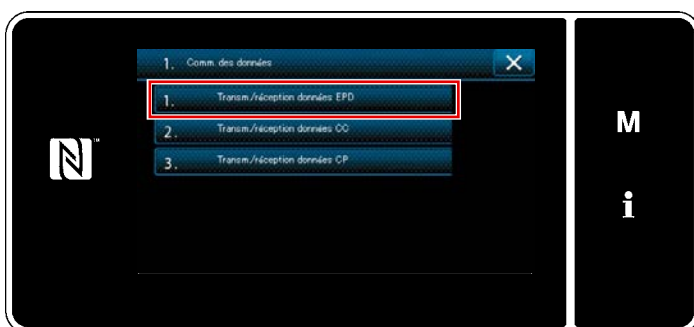 1. Comm. des données
1. Transm./réception données EPD
2. Transm./réception données CC
3. Transm./réception données CP
M
i
N™